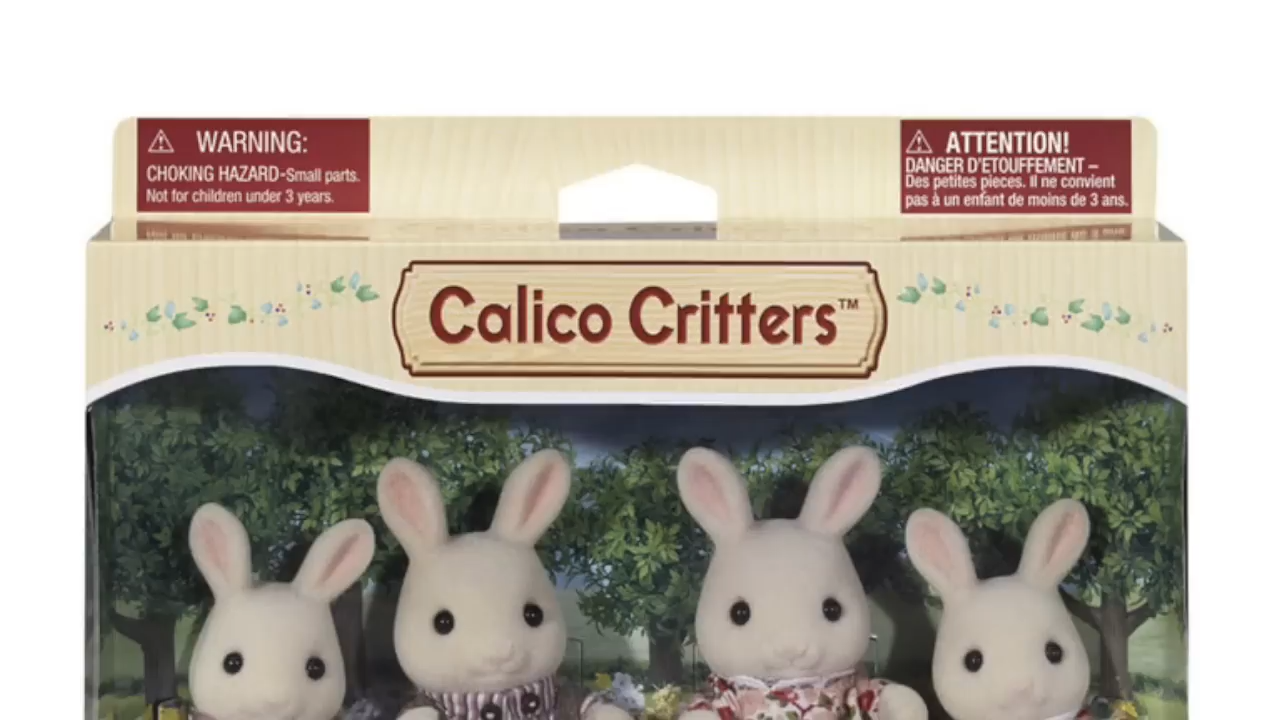 WARNING:
CHOKING HAZARD-Small parts.
Not for children under 3 years.
ATTENTION!
DANGER D'ETOUFFEMENT –
Des petites pieces. Il ne convient
pas à un enfant de moins de 3 ans.
Calico Critters™